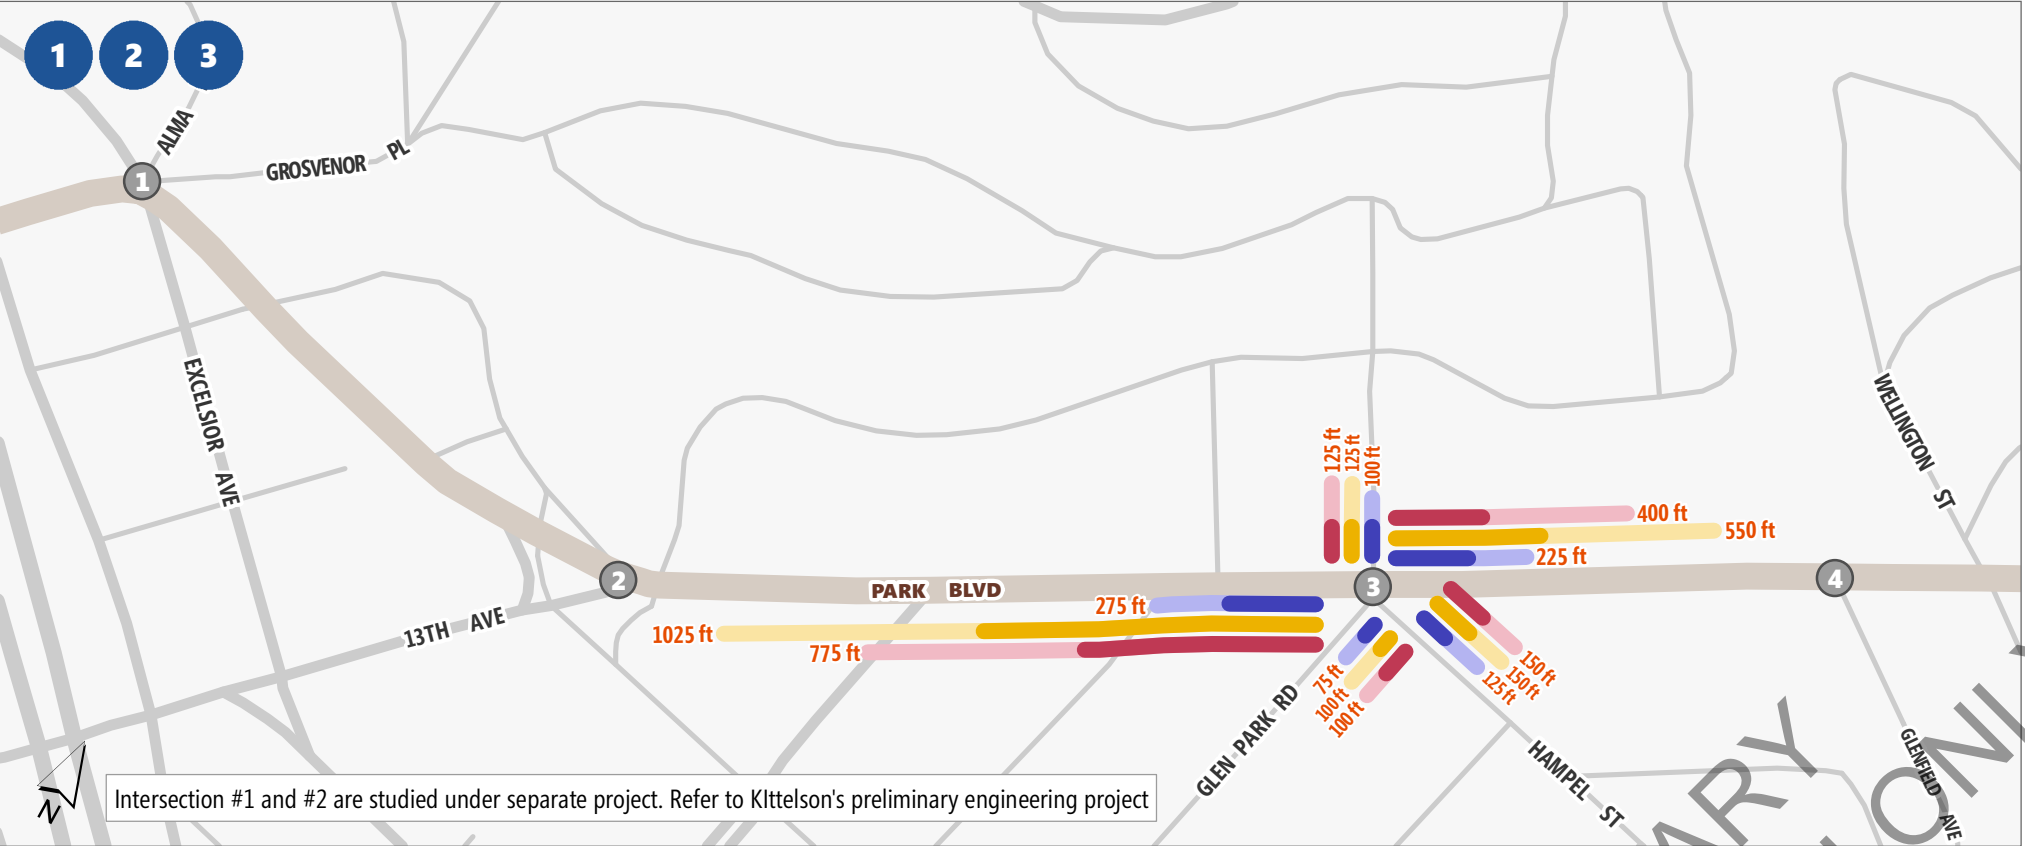 1 2 3
ALMA
1
GROSVENOR PL
EXCELSIOR AVE
WELLINGTON ST
125 ft
125 ft
100 ft
400 ft
550 ft
225 ft
2
PARK BLVD
3
4
275 ft
1025 ft
775 ft
13TH AVE
75 ft
100 ft
100 ft
150 ft
150 ft
125 ft
GLEN PARK RD
HAMPEL ST
GLENFIELD AVE
N
Intersection #1 and #2 are studied under separate project. Refer to KIttelson's preliminary engineering project